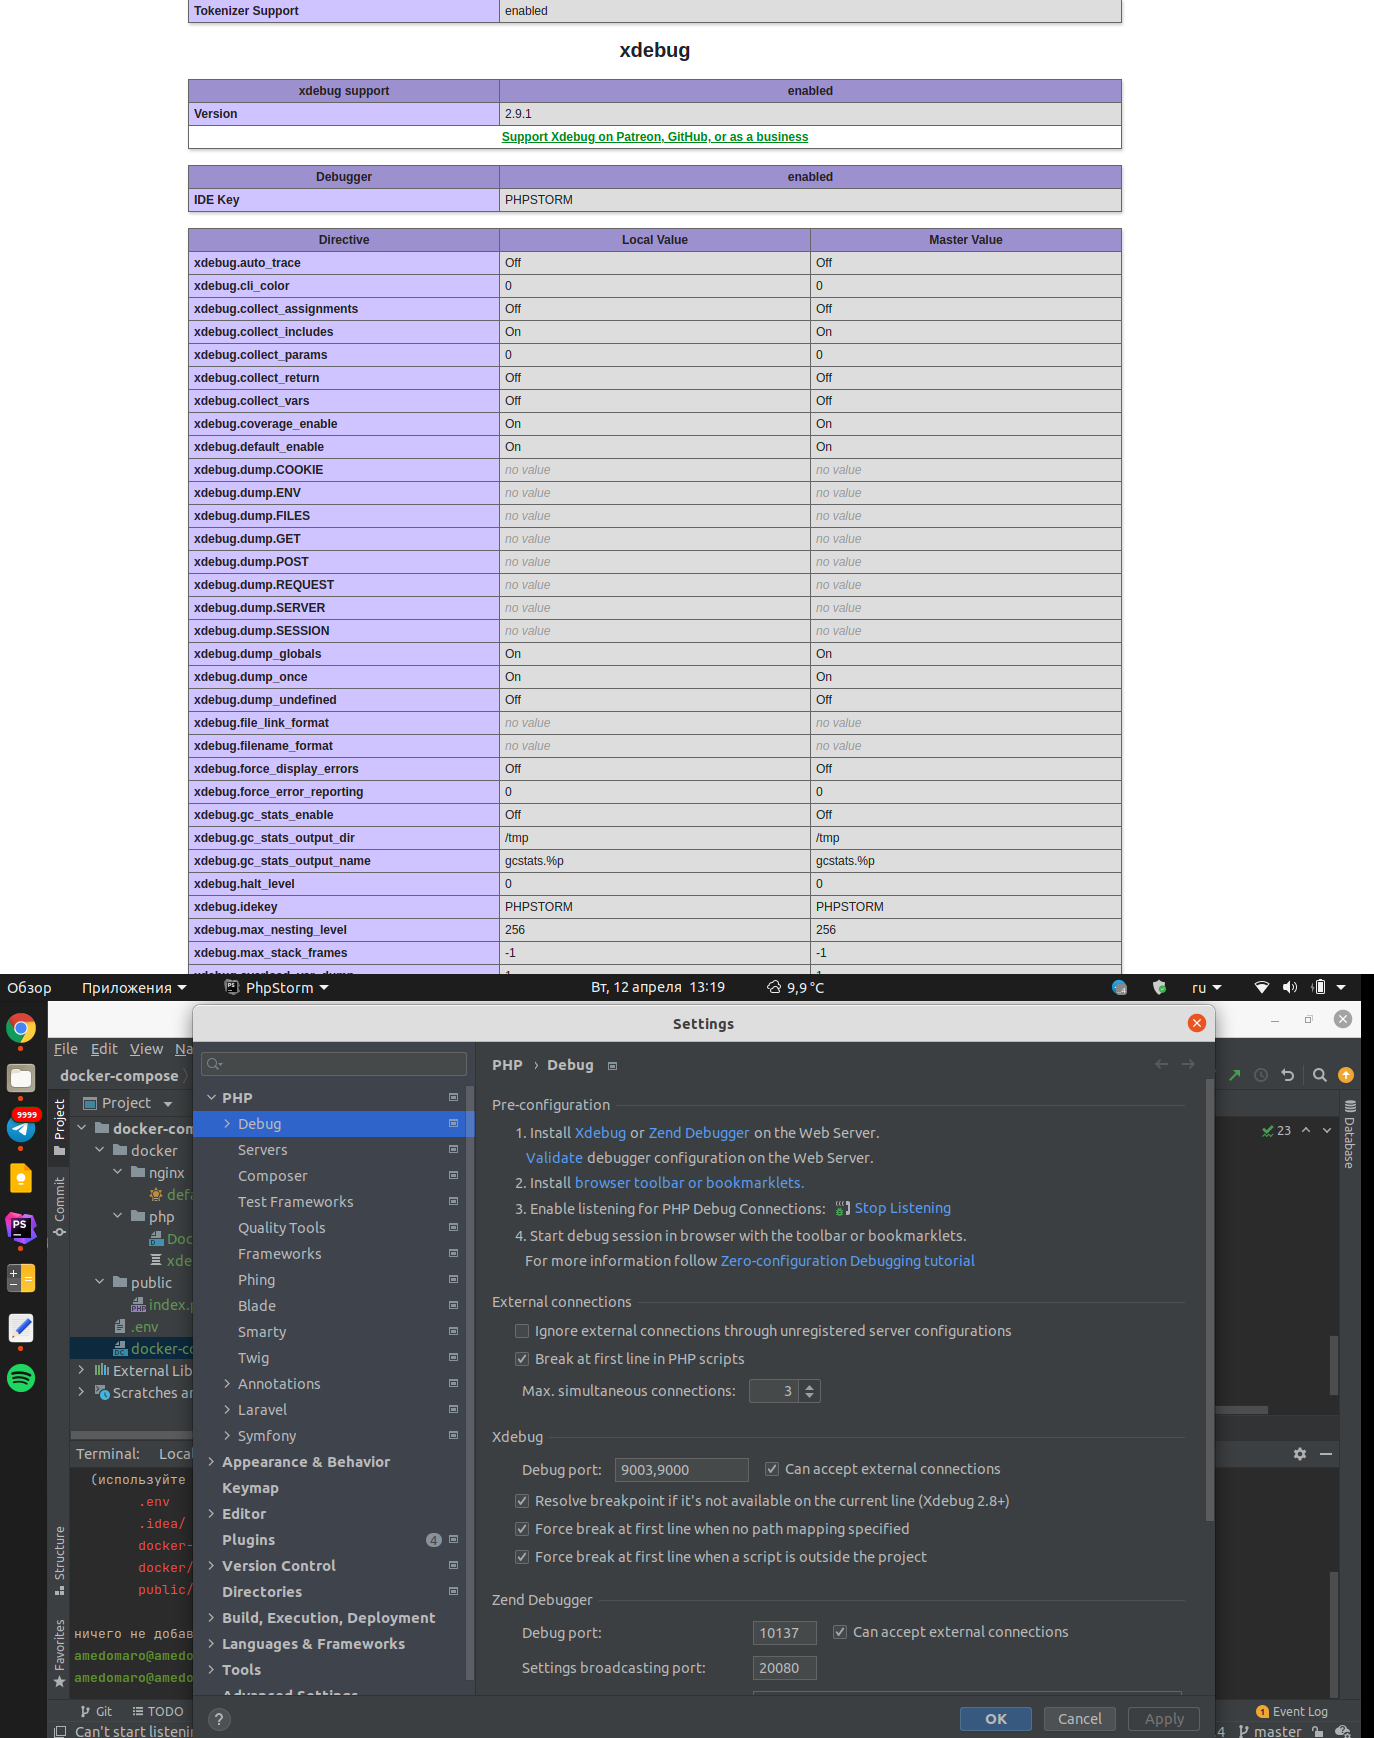 Tokenizer Support enabled
xdebug
xdebug support enabled
Version 2.9.1
Support Xdebug on Patreon, GitHub, or as a business
Debugger enabled
IDE Key PHPSTORM
Directive Local Value Master Value
xdebug.auto_trace Off Off
xdebug.cli_color 0 0
xdebug.collect_assignments Off Off
xdebug.collect_includes On On
xdebug.collect_params 0 0
xdebug.collect_return Off Off
xdebug.collect_vars Off Off
xdebug.coverage_enable On On
xdebug.default_enable On On
xdebug.dump.COOKIE no value no value
xdebug.dump.ENV no value no value
xdebug.dump.FILES no value no value
xdebug.dump.GET no value no value
xdebug.dump.POST no value no value
xdebug.dump.REQUEST no value no value
xdebug.dump.SERVER no value no value
xdebug.dump.SESSION no value no value
xdebug.dump_globals On On
xdebug.dump_once On On
xdebug.dump_undefined Off Off
xdebug.file_link_format no value no value
xdebug.filename_format no value no value
xdebug.force_display_errors Off Off
xdebug.force_error_reporting 0 0
xdebug.gc_stats_enable Off Off
xdebug.gc_stats_output_dir /tmp /tmp
xdebug.gc_stats_output_name gcstats.%p gcstats.%p
xdebug.halt_level 0 0
xdebug.idekey PHPSTORM PHPSTORM
xdebug.max_nesting_level 256 256
xdebug.max_stack_frames -1 -1
Обзор Приложения PhpStorm Вт, 12 апреля 13:19 9,9 °C ru
Settings
File Edit View Na
docker-compose
Project
docker-com
docker
nginx
defa
php
Doc
xde
public
index.p
.env
docker-co
External Lib
Scratches an
Project
Commit
Structure
Favorites
Database
9999
23
PHP
Debug
Servers
Composer
Test Frameworks
Quality Tools
Frameworks
Phing
Blade
Smarty
Twig
Annotations
Laravel
Symfony
Appearance & Behavior
Keymap
Editor
Plugins 4
Version Control
Directories
Build, Execution, Deployment
Languages & Frameworks
Tools
Advanced Settings
PHP › Debug
Pre-configuration
1. Install Xdebug or Zend Debugger on the Web Server.
Validate debugger configuration on the Web Server.
2. Install browser toolbar or bookmarklets.
3. Enable listening for PHP Debug Connections: Stop Listening
4. Start debug session in browser with the toolbar or bookmarklets.
For more information follow Zero-configuration Debugging tutorial
External connections
Ignore external connections through unregistered server configurations
Break at first line in PHP scripts
Max. simultaneous connections: 3
Xdebug
Debug port: 9003,9000 Can accept external connections
Resolve breakpoint if it's not available on the current line (Xdebug 2.8+)
Force break at first line when no path mapping specified
Force break at first line when a script is outside the project
Zend Debugger
Debug port: 10137 Can accept external connections
Settings broadcasting port: 20080
OK Cancel Apply
Terminal: Local
(используйте
.env
.idea/
docker-
docker/
public/
ничего не добав
amedomaro@amedo
amedomaro@amedo
Git TODO Event Log
Can't start listenin 4 master